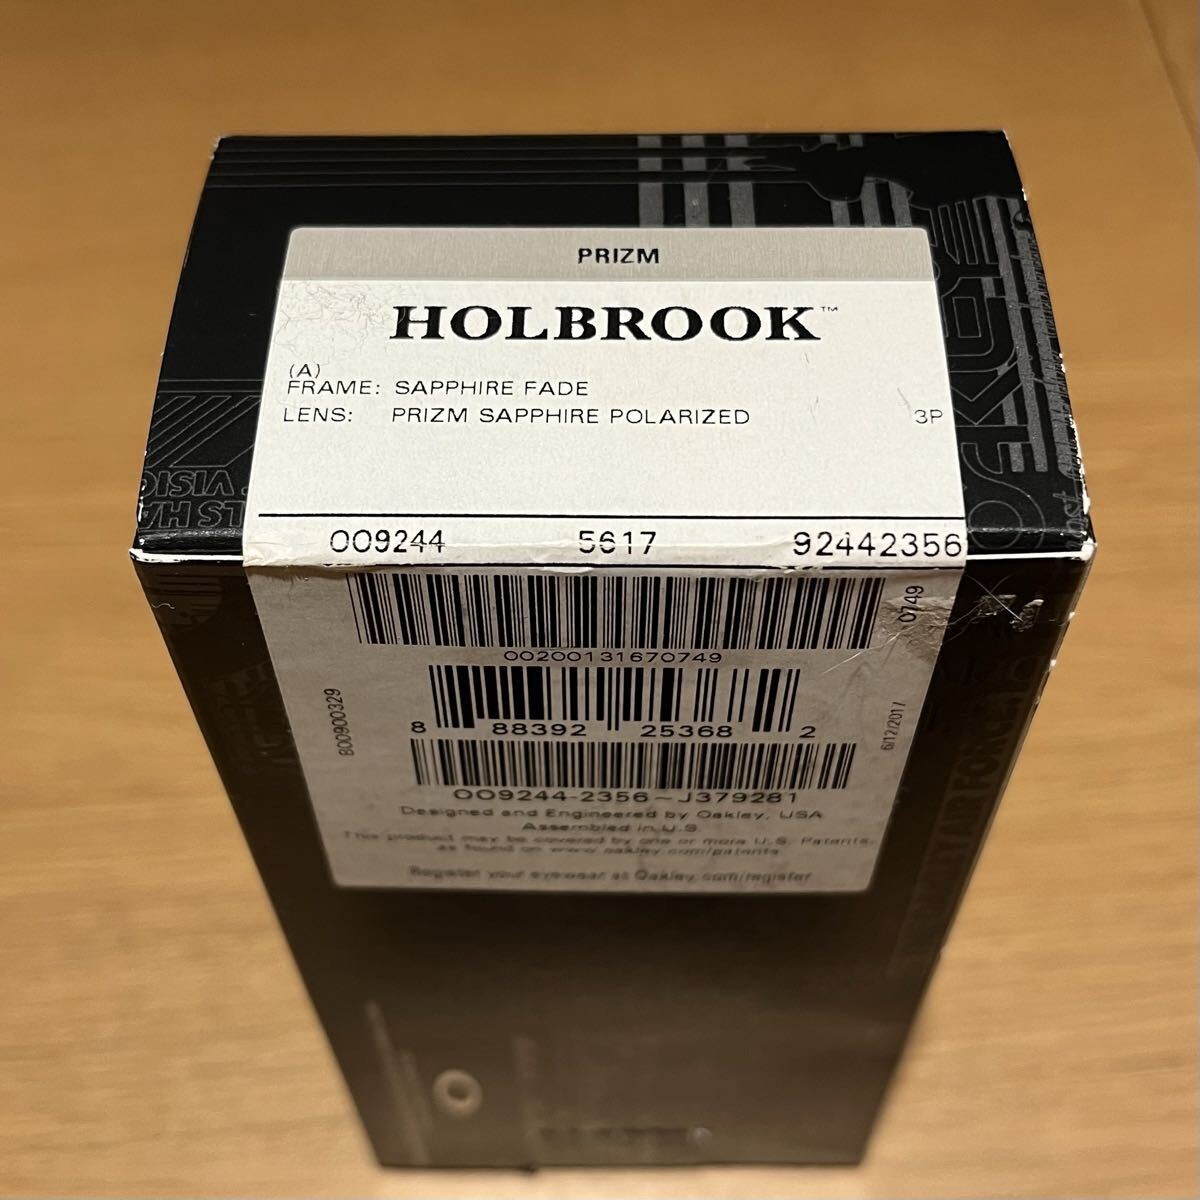 PRIZM
HOLBROOK™
(A)
FRAME: SAPPHIRE FADE
LENS: PRIZM SAPPHIRE POLARIZED 3P
OO9244 5617 92442356
0749
00200131670749
800900329
8 88392 25368 2
6/12/2017
OO9244-2356-J379281
Designed and Engineered by Oakley, USA
Assembled in U.S.
This product may be covered by one or more U.S. Patents,
as found on www.oakley.com/patents.
Register your eyewear at Oakley.com/register